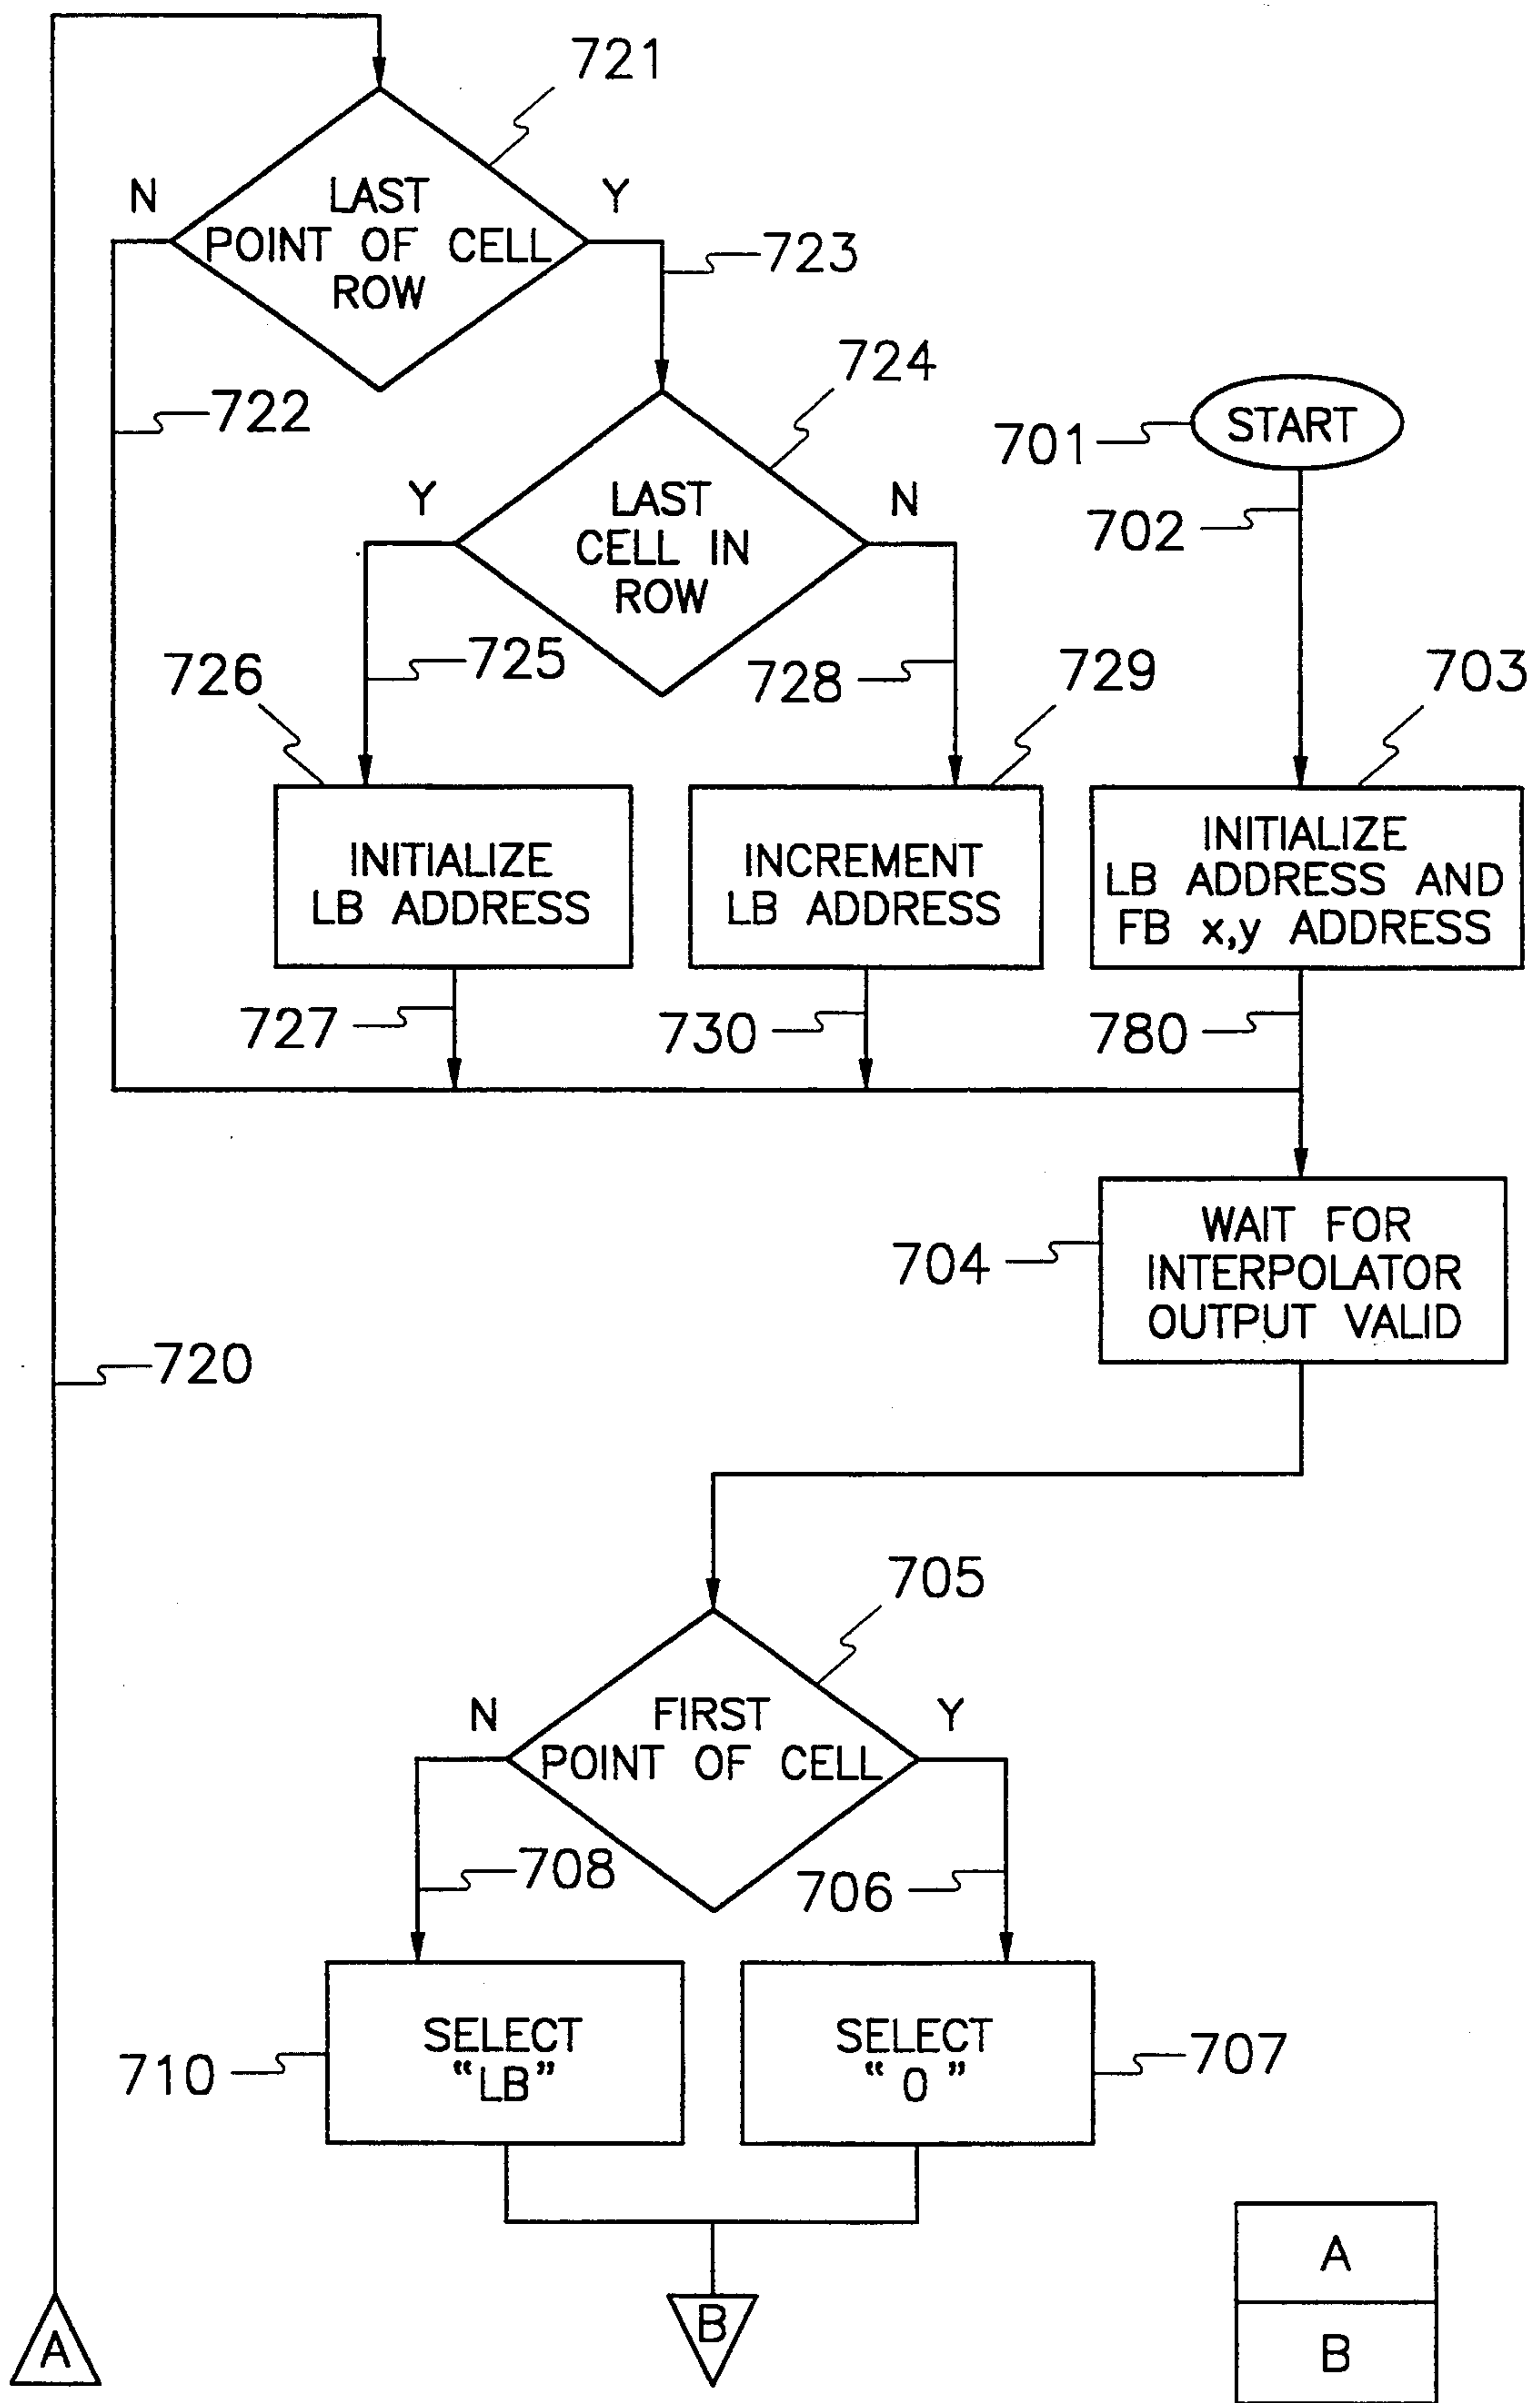 721
N
LAST
Y
POINT OF CELL
ROW
723
724
722
START
701
Y
LAST
N
CELL IN
ROW
702
725
726
728
729
703
INITIALIZE
LB ADDRESS
INCREMENT
LB ADDRESS
INITIALIZE
LB ADDRESS AND
FB x,y ADDRESS
727
730
780
WAIT FOR
INTERPOLATOR
OUTPUT VALID
704
720
705
N
FIRST
Y
POINT OF CELL
708
706
SELECT
“LB”
SELECT
“ 0 ”
710
707
A
B
A
B